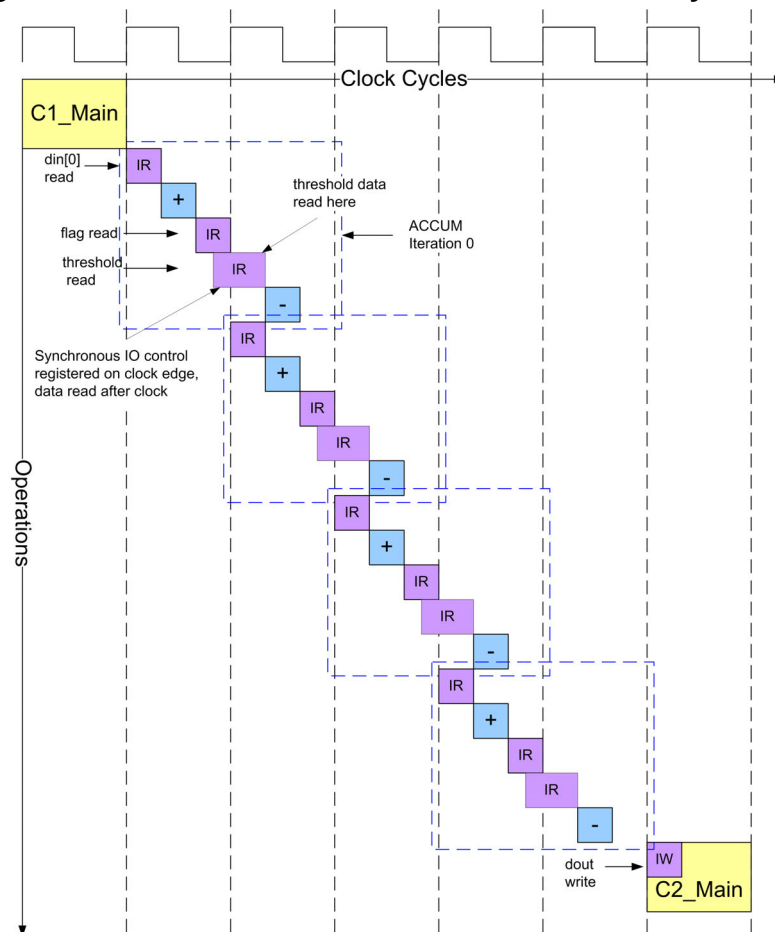 Clock Cycles
C1_Main
din[0]
read
IR
+
threshold data
read here
flag read
IR
ACCUM
Iteration 0
threshold
read
IR
-
IR
Synchronous IO control
registered on clock edge,
data read after clock
+
IR
IR
-
Operations
IR
+
IR
IR
-
IR
+
IR
IR
-
dout
write
IW
C2_Main